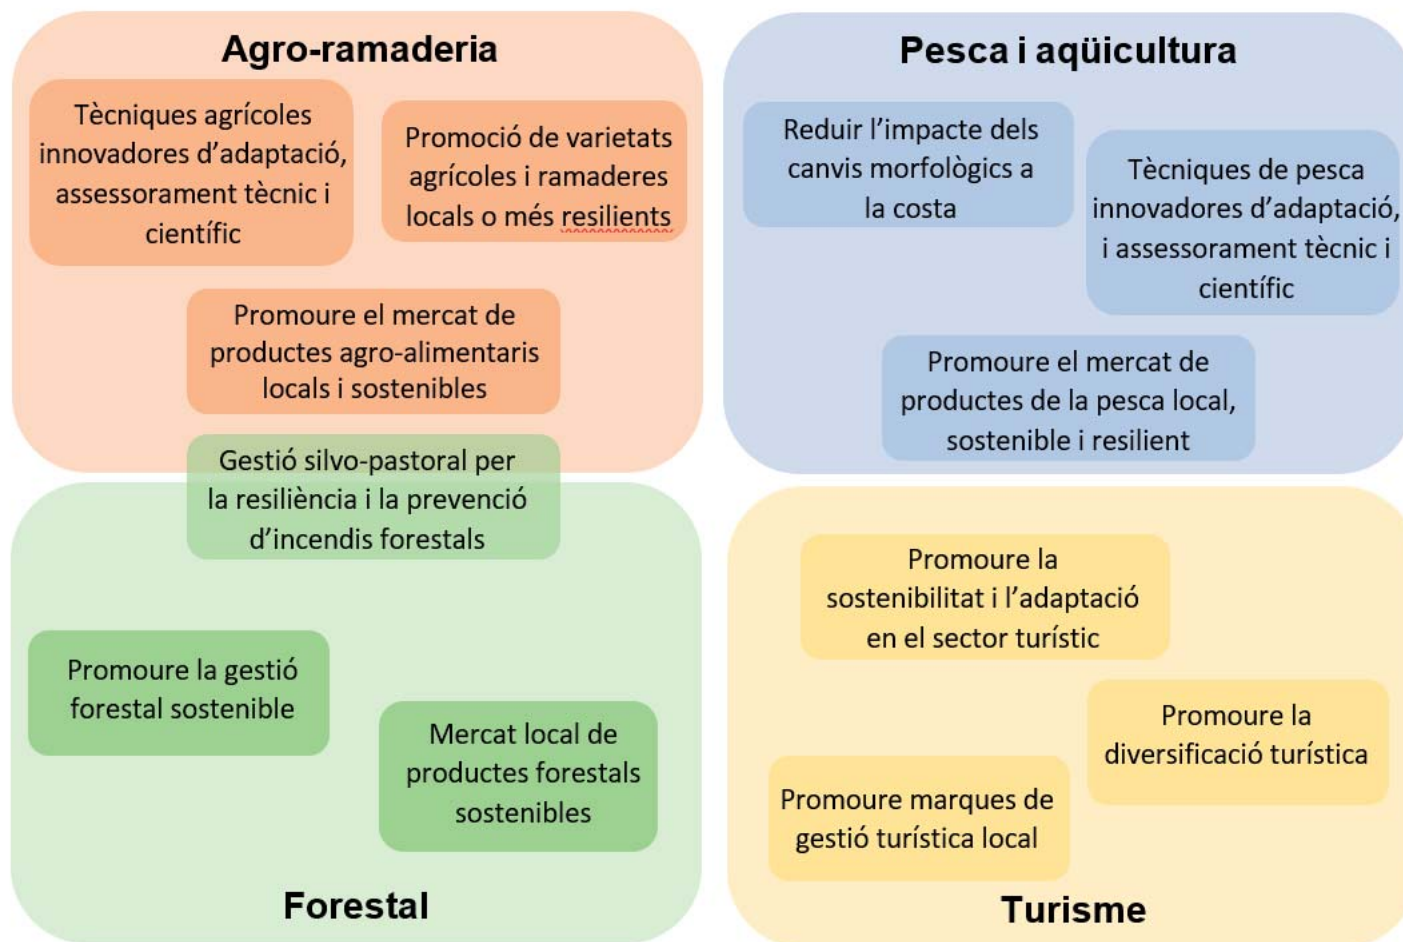 Agro-ramaderia
Tècniques agrícoles
innovadores d’adaptació,
assessorament tècnic i
científic
Promoció de varietats
agrícoles i ramaderes
locals o més resilients
Promoure el mercat de
productes agro-alimentaris
locals i sostenibles
Gestió silvo-pastoral per
la resiliència i la prevenció
d’incendis forestals
Pesca i aqüicultura
Reduir l’impacte dels
canvis morfològics a
la costa
Tècniques de pesca
innovadores d’adaptació,
i assessorament tècnic i
científic
Promoure el mercat de
productes de la pesca local,
sostenible i resilient
Promoure la gestió
forestal sostenible
Mercat local de
productes forestals
sostenibles
Forestal
Promoure la
sostenibilitat i l’adaptació
en el sector turístic
Promoure la
diversificació turística
Promoure marques de
gestió turística local
Turisme